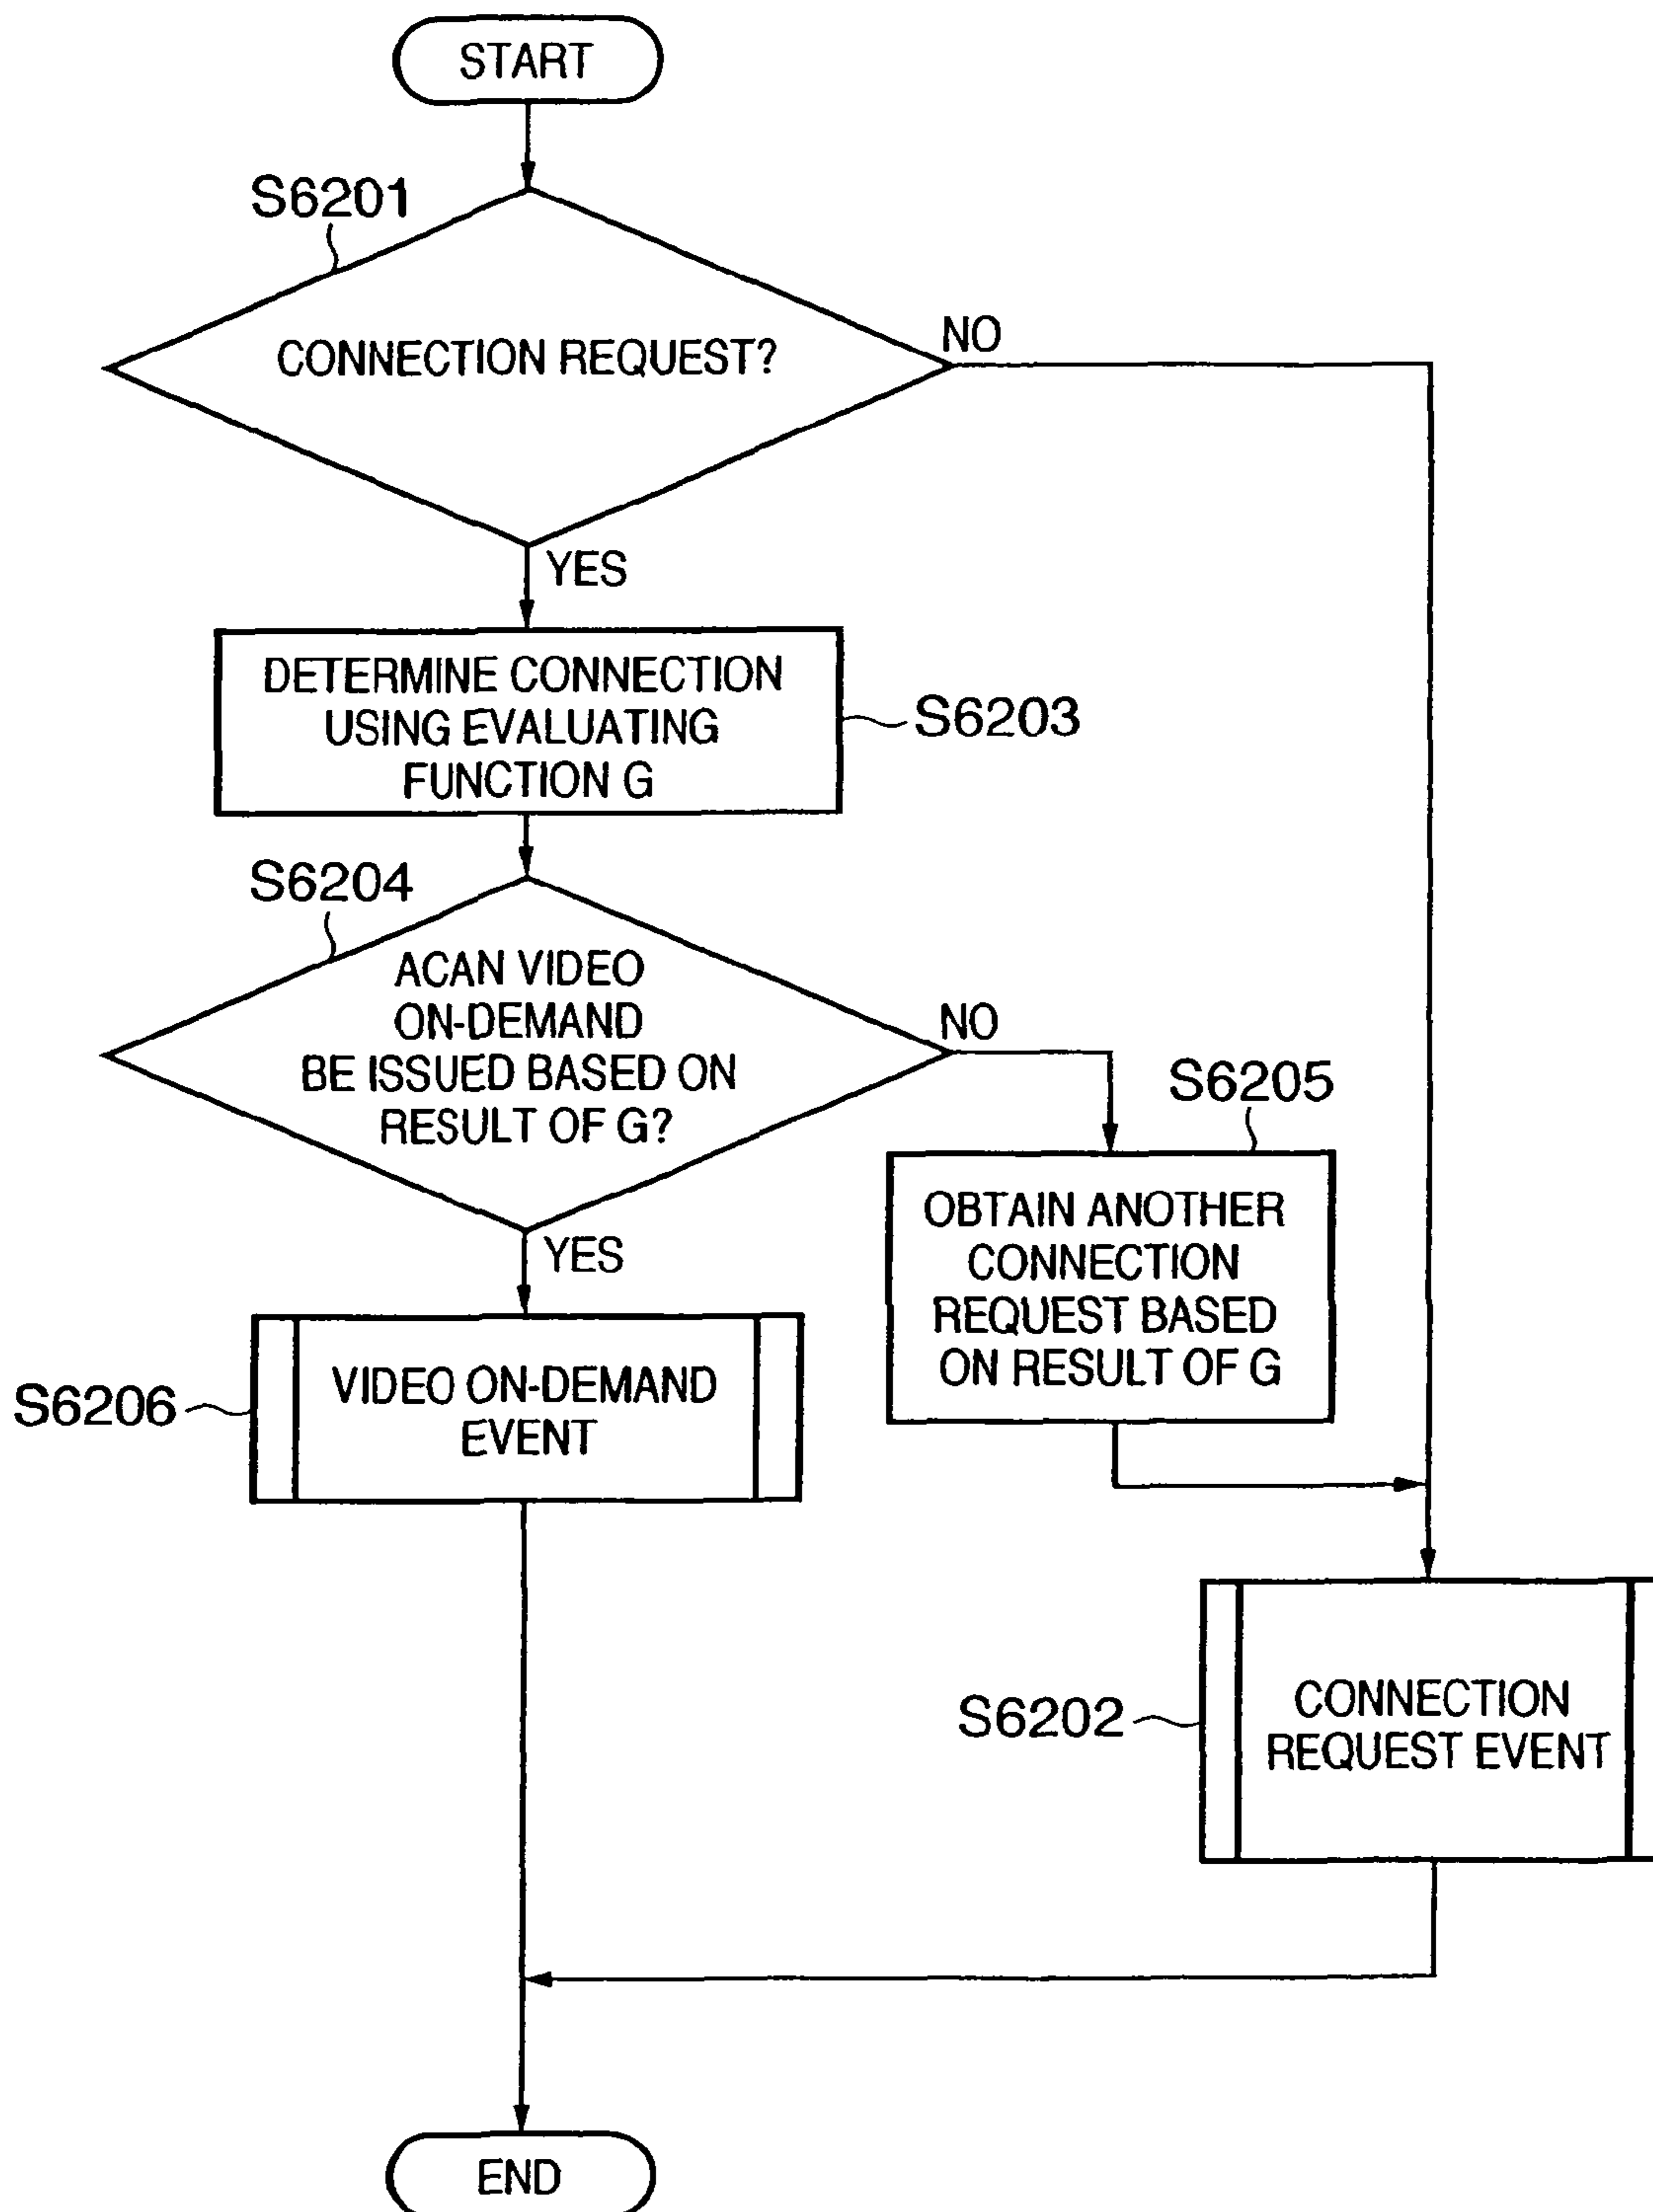 START
S6201
CONNECTION REQUEST?
NO
YES
DETERMINE CONNECTION
USING EVALUATING
FUNCTION G
S6203
S6204
ACAN VIDEO
ON-DEMAND
BE ISSUED BASED ON
RESULT OF G?
NO
YES
S6205
OBTAIN ANOTHER
CONNECTION
REQUEST BASED
ON RESULT OF G
S6206
VIDEO ON-DEMAND
EVENT
S6202
CONNECTION
REQUEST EVENT
END